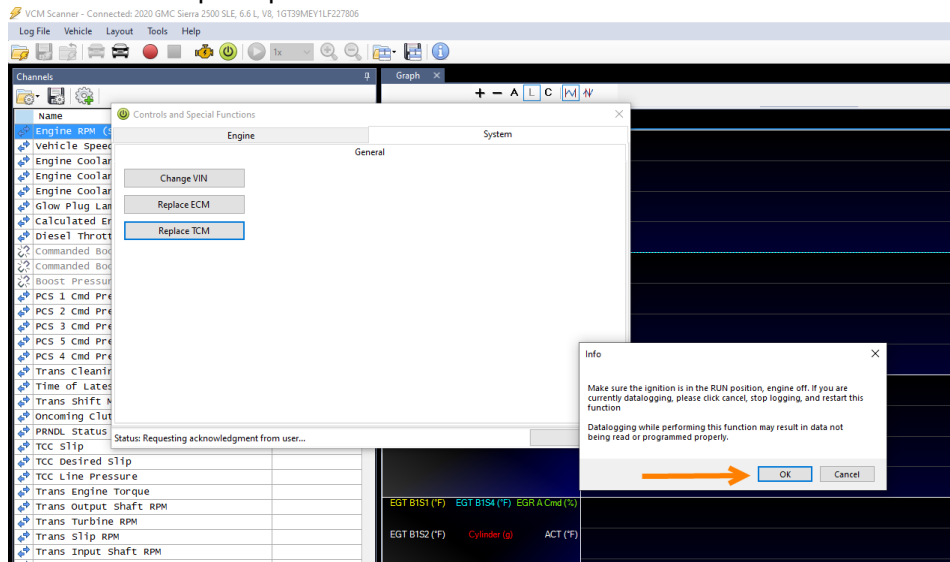 VCM Scanner - Connected: 2020 GMC Sierra 2500 SLE, 6.6 L, V8, 1GT39MEY1LF227806
Log File Vehicle Layout Tools Help
1x
Channels
Graph
+ − A L C
Name
Controls and Special Functions
Engine RPM (S
Engine System
Vehicle Speed
General
Engine Coolan
Engine Coolan
Change VIN
Engine Coolan
Glow Plug Lam
Replace ECM
Calculated En
Diesel Thrott
Replace TCM
Commanded Boo
Commanded Boo
Boost Pressur
PCS 1 Cmd Pre
PCS 2 Cmd Pre
PCS 3 Cmd Pre
PCS 5 Cmd Pre
PCS 4 Cmd Pre
Trans Cleanin
Time of Lates
Trans Shift M
Oncoming Clut
PRNDL Status
Status: Requesting acknowledgment from user...
TCC Slip
TCC Desired Slip
TCC Line Pressure
Trans Engine Torque
Trans Output Shaft RPM
Trans Turbine RPM
Trans Slip RPM
Trans Input Shaft RPM
Info
Make sure the ignition is in the RUN position, engine off. If you are
currently datalogging, please click cancel, stop logging, and restart this
function
Datalogging while performing this function may result in data not
being read or programmed properly.
OK Cancel
EGT B1S1 (°F) EGT B1S4 (°F) EGR A Cmd (%)
EGT B1S2 (°F) Cylinder (g) ACT (°F)